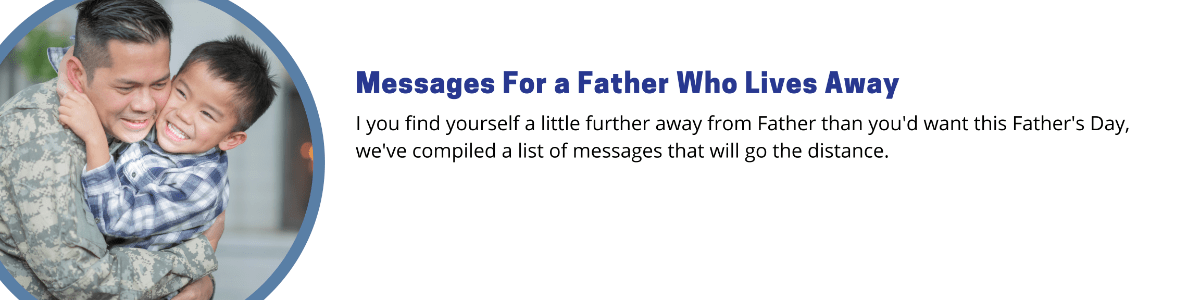 Messages For a Father Who Lives Away
I you find yourself a little further away from Father than you'd want this Father's Day,
we've compiled a list of messages that will go the distance.